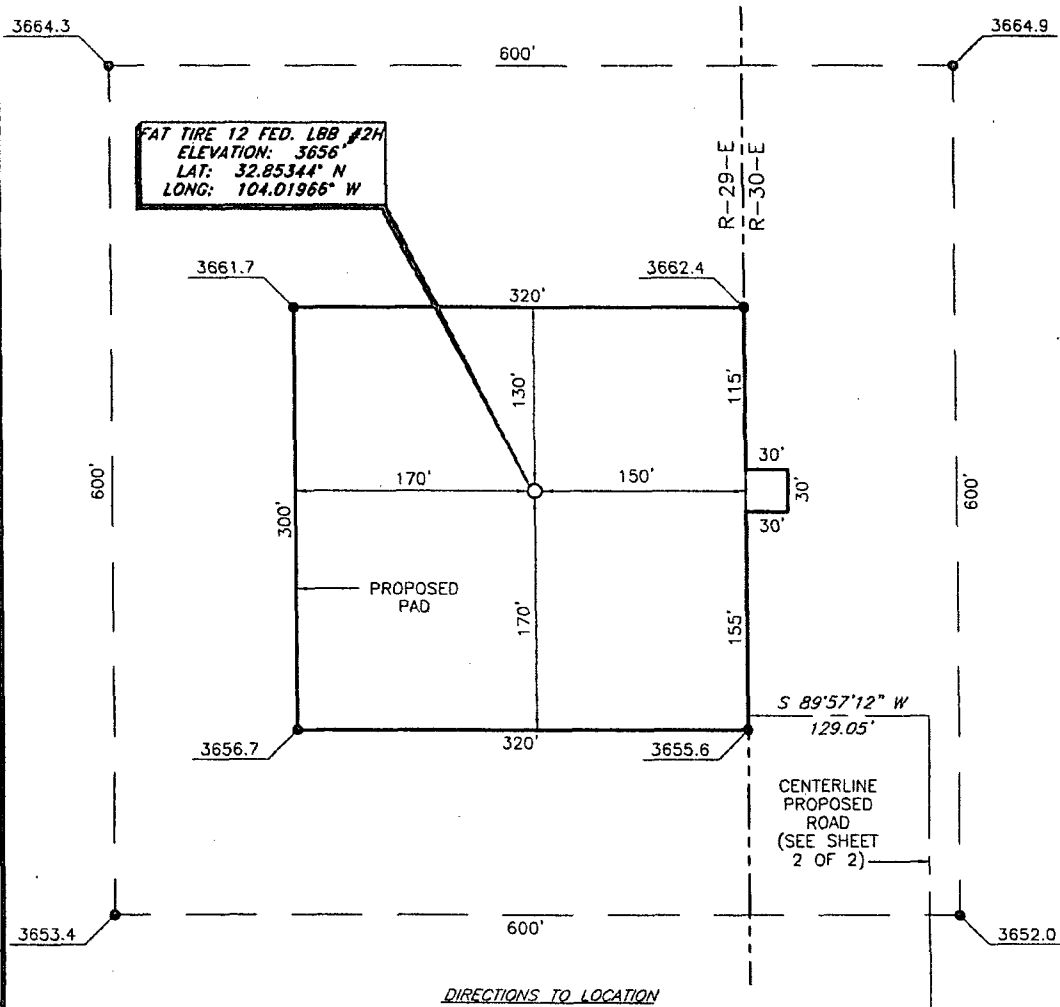 3664.3
600'
3664.9
FAT TIRE 12 FED. LBB #2H
ELEVATION: 3656'
LAT: 32.85344° N
LONG: 104.01966° W
R-29-E
R-30-E
3661.7
320'
3662.4
130'
115'
600'
170'
150'
30'
30'
30'
600'
300'
PROPOSED
PAD
170'
155'
S 89°57'12" W
129.05'
3656.7
320'
3655.6
CENTERLINE
PROPOSED
ROAD
(SEE SHEET
2 OF 2)
3653.4
600'
3652.0
DIRECTIONS TO LOCATION